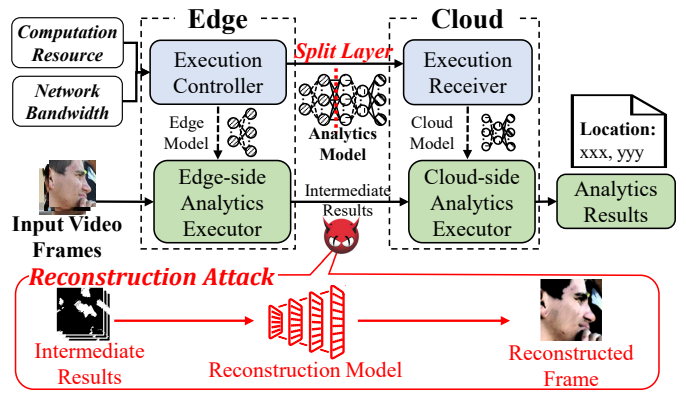 Edge
Cloud
Computation
Resource
Network
Bandwidth
Execution
Controller
Split Layer
Execution
Receiver
Edge
Model
Analytics
Model
Cloud
Model
Location:
xxx, yyy
Edge-side
Analytics
Executor
Intermediate
Results
Cloud-side
Analytics
Executor
Analytics
Results
Input Video
Frames
Reconstruction Attack
Intermediate
Results
Reconstruction Model
Reconstructed
Frame